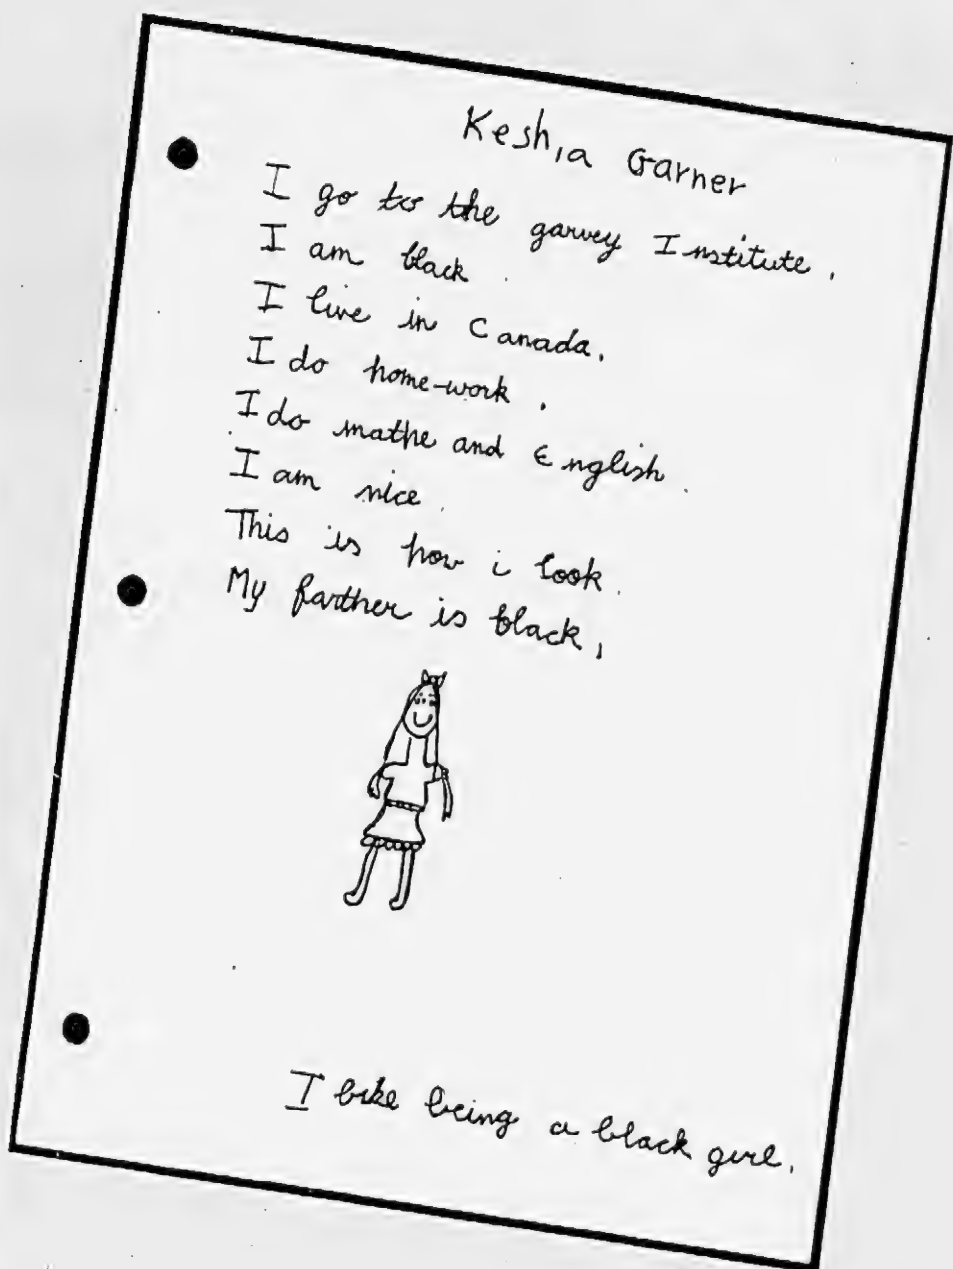 Keshia Garner
I go to the garvey Institute.
I am black.
I live in Canada.
I do home-work.
I do mathe and English.
I am nice.
This is how i look.
My farther is black.
I like being a black girl.